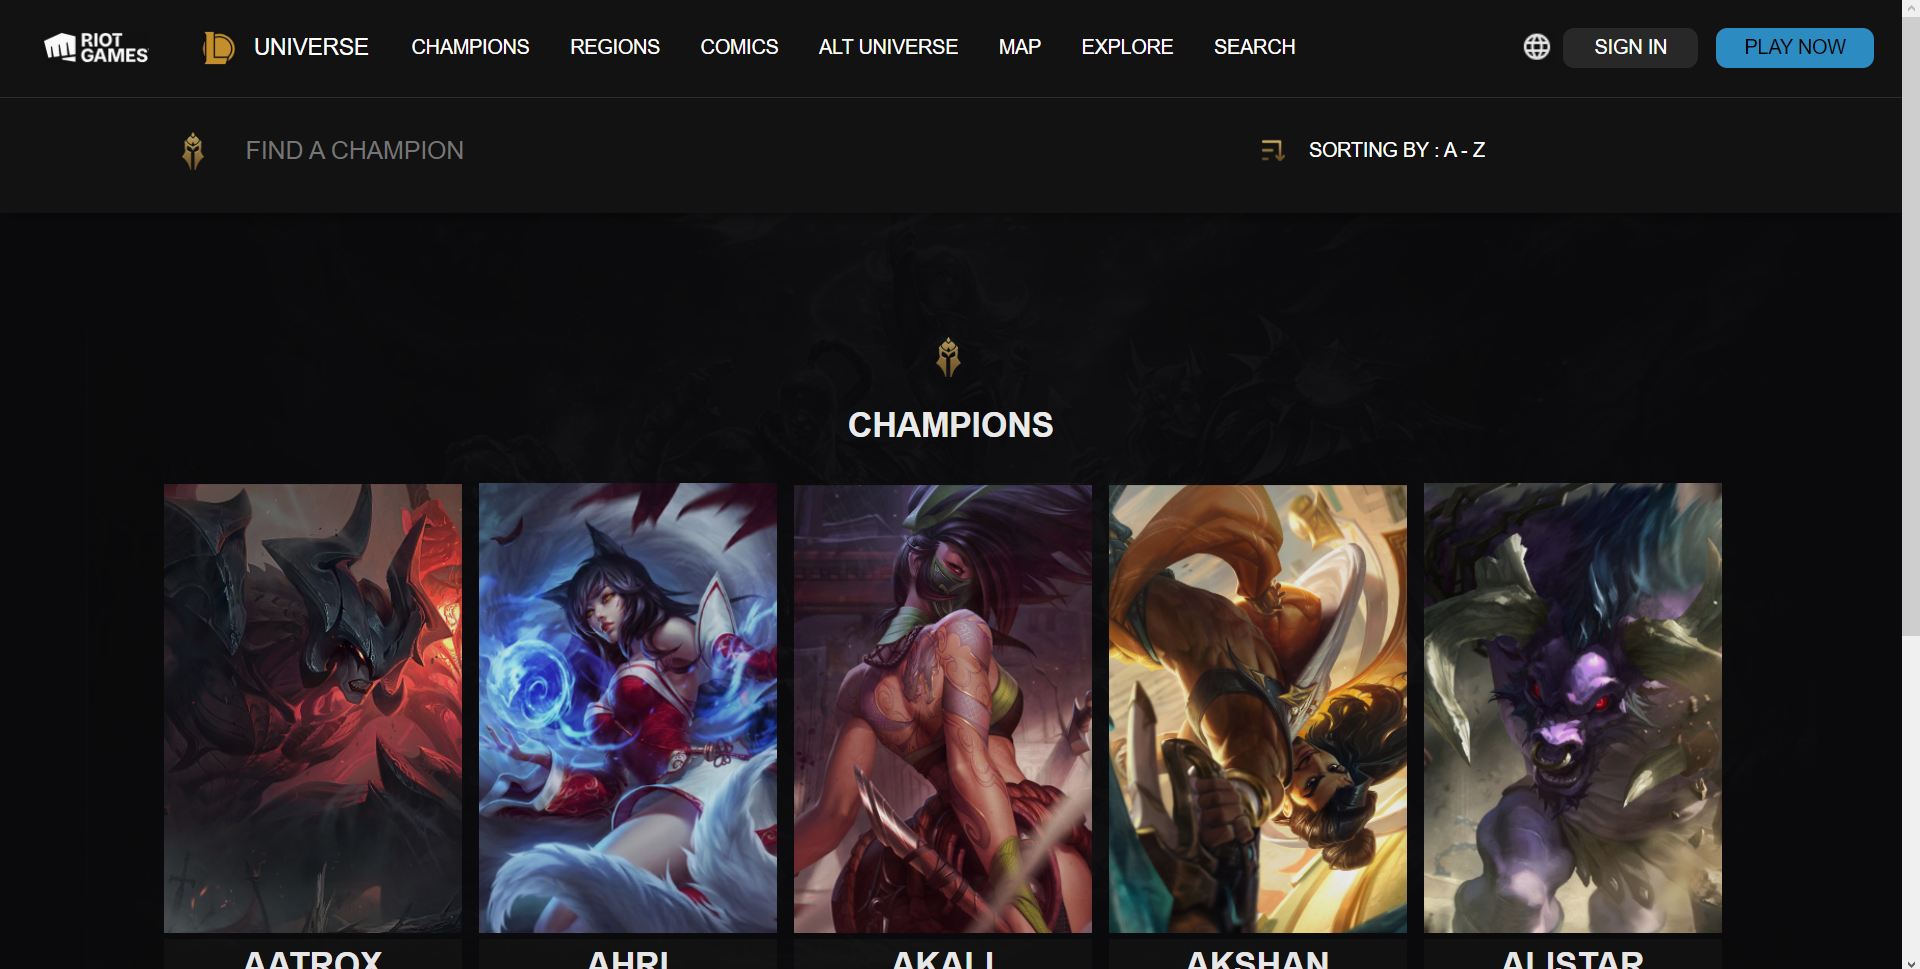 RIOT GAMES
UNIVERSE CHAMPIONS REGIONS COMICS ALT UNIVERSE MAP EXPLORE SEARCH SIGN IN PLAY NOW
FIND A CHAMPION SORTING BY : A - Z
CHAMPIONS
AATROX AHRI AKALI AKSHAN ALISTAR